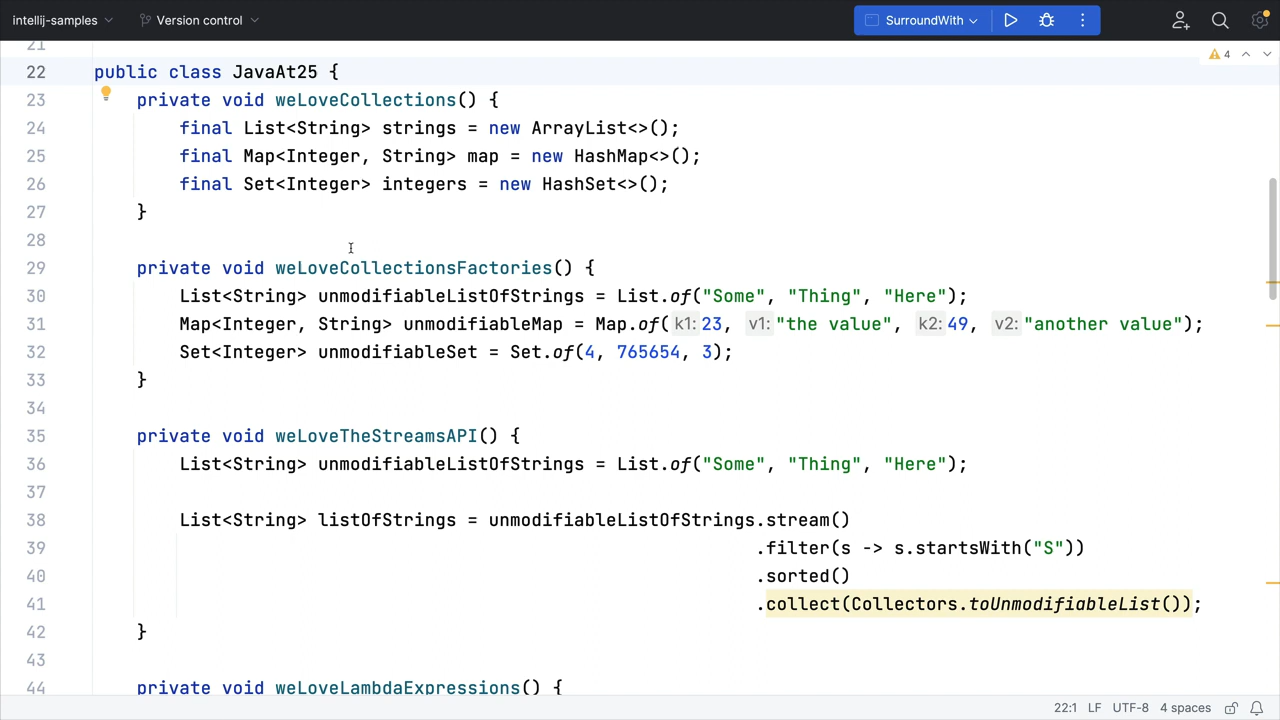 intellij-samples Version control SurroundWith
21
4
22 public class JavaAt25 {
23 private void weLoveCollections() {
24 final List<String> strings = new ArrayList<>();
25 final Map<Integer, String> map = new HashMap<>();
26 final Set<Integer> integers = new HashSet<>();
27 }
28
29 private void weLoveCollectionsFactories() {
30 List<String> unmodifiableListOfStrings = List.of("Some", "Thing", "Here");
31 Map<Integer, String> unmodifiableMap = Map.of( k1: 23, v1: "the value", k2: 49, v2: "another value");
32 Set<Integer> unmodifiableSet = Set.of(4, 765654, 3);
33 }
34
35 private void weLoveTheStreamsAPI() {
36 List<String> unmodifiableListOfStrings = List.of("Some", "Thing", "Here");
37
38 List<String> listOfStrings = unmodifiableListOfStrings.stream()
39 .filter(s -> s.startsWith("S"))
40 .sorted()
41 .collect(Collectors.toUnmodifiableList());
42 }
43
44 private void weLoveLambdaExpressions() {
22:1 LF UTF-8 4 spaces